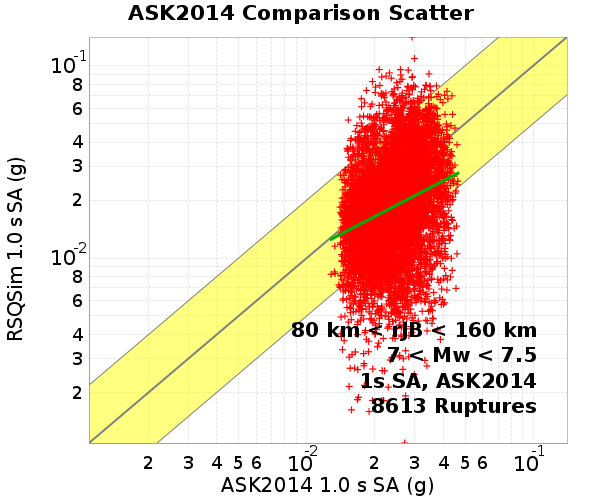 ASK2014 Comparison Scatter
RSQSim 1.0 s SA (g)
10-1
8
6
4
3
2
10-2
8
6
4
3
2
80 km < rJB < 160 km
7 < Mw < 7.5
1s SA, ASK2014
8613 Ruptures
2 3 4 5 6 10-2 2 3 4 5 6 10-1
ASK2014 1.0 s SA (g)